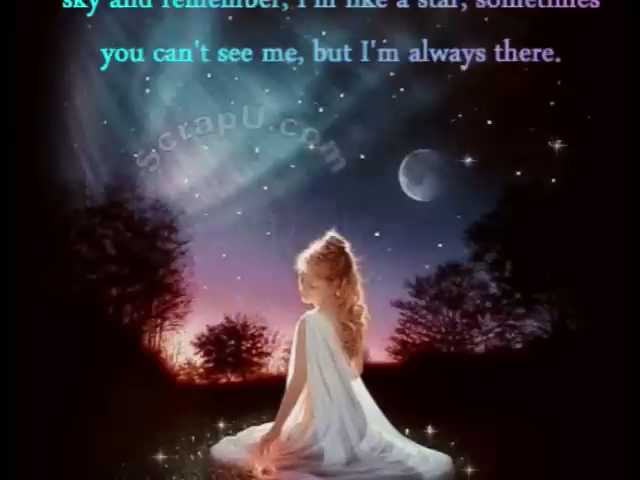 sky and remember, I'm like a star, sometimes
you can't see me, but I'm always there.
ScrapU.com